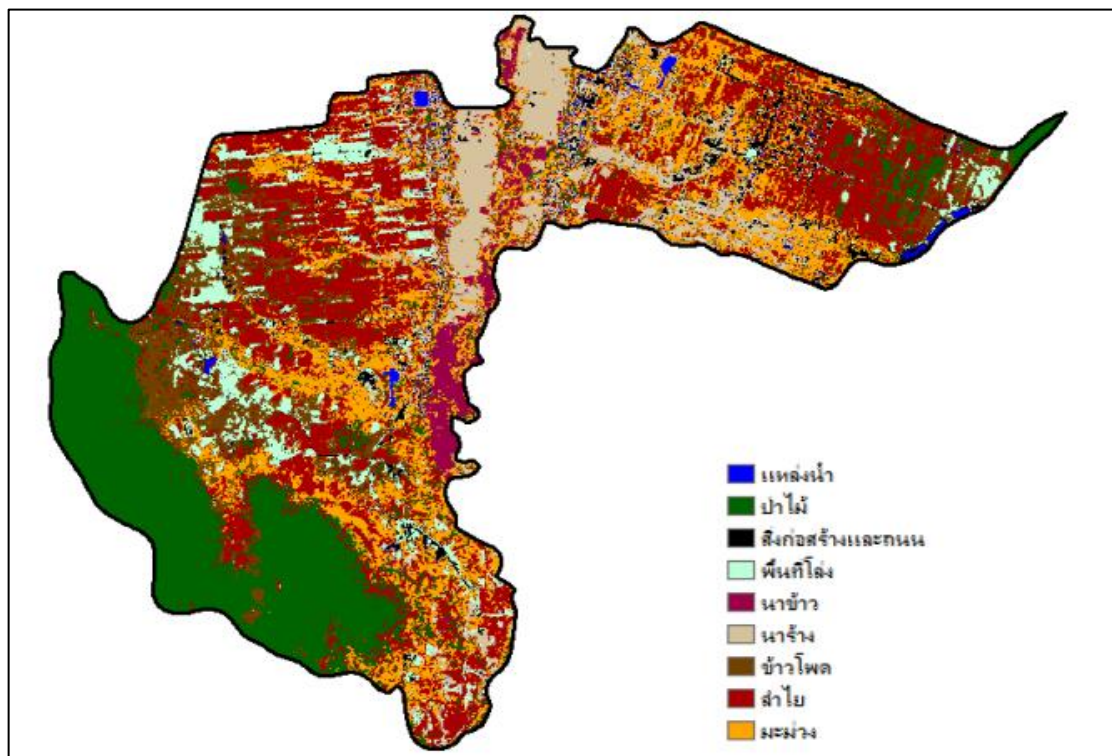 แหล่งน้ำ
ป่าไม้
สิ่งก่อสร้างและถนน
พื้นที่โล่ง
นาข้าว
นาร้าง
ข้าวโพด
ลำไย
มะม่วง